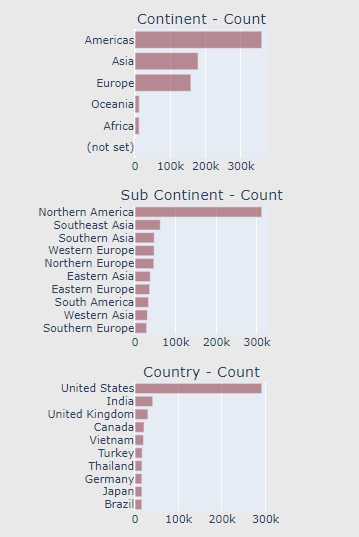 Continent - Count
Americas
Asia
Europe
Oceania
Africa
(not set)
0 100k 200k 300k
Sub Continent - Count
Northern America
Southeast Asia
Southern Asia
Western Europe
Northern Europe
Eastern Asia
Eastern Europe
South America
Western Asia
Southern Europe
0 100k 200k 300k
Country - Count
United States
India
United Kingdom
Canada
Vietnam
Turkey
Thailand
Germany
Japan
Brazil
0 100k 200k 300k